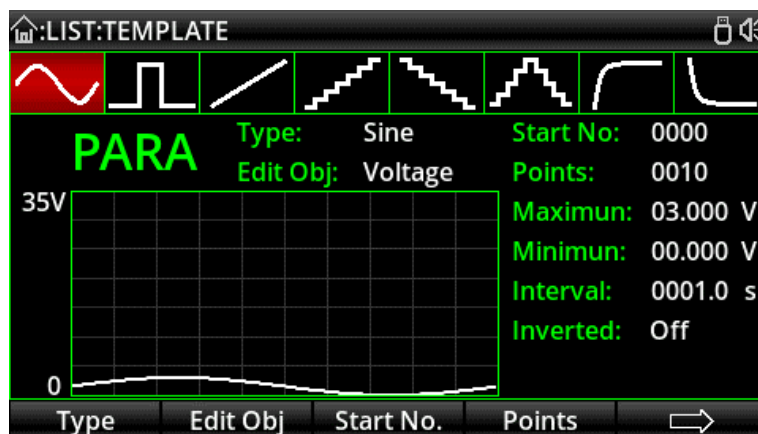 :LIST:TEMPLATE
PARA
Type: Sine
Edit Obj: Voltage
Start No: 0000
Points: 0010
Maximun: 03.000 V
Minimun: 00.000 V
Interval: 0001.0 s
Inverted: Off
35V
0
Type Edit Obj Start No. Points